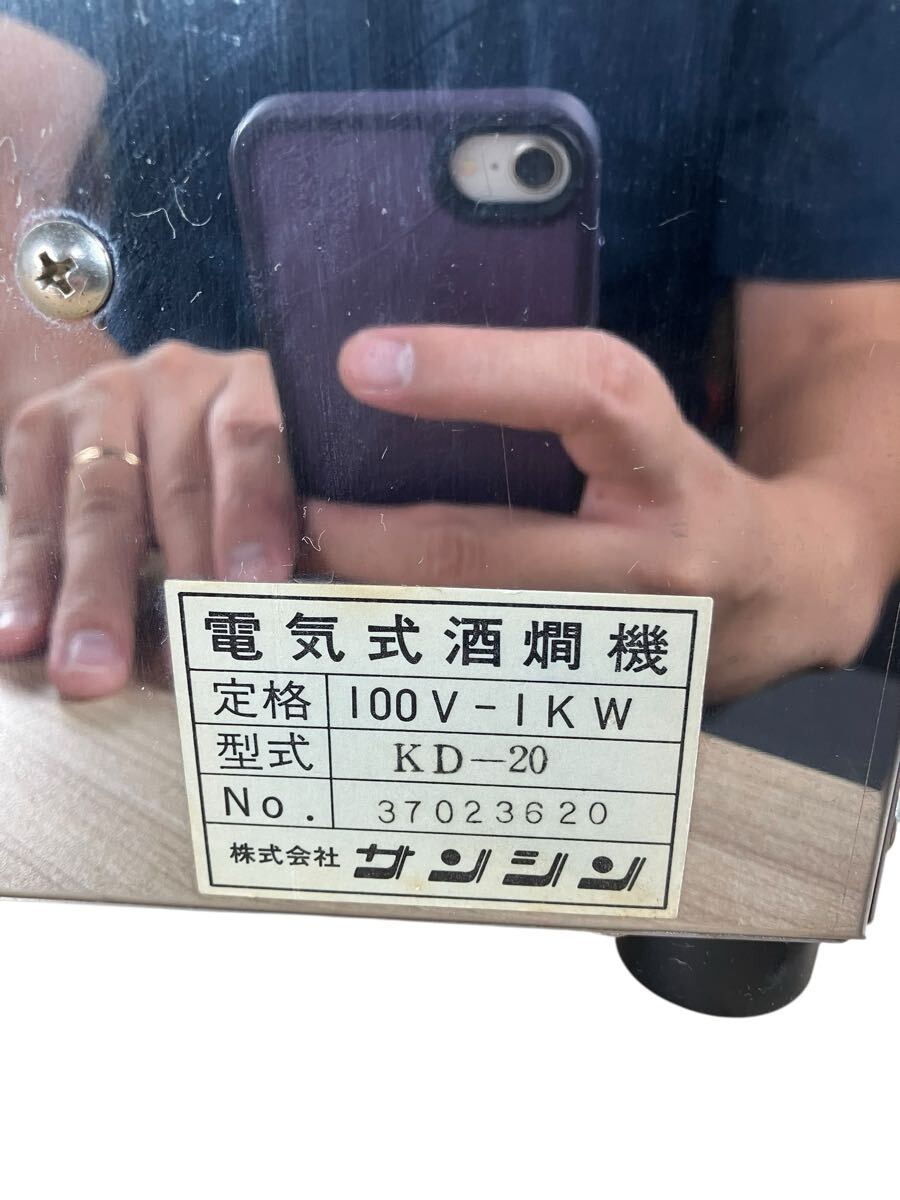 電気式酒燗機
定格 100V-1KW
型式 KD-20
No. 37023620
株式会社 サンシン